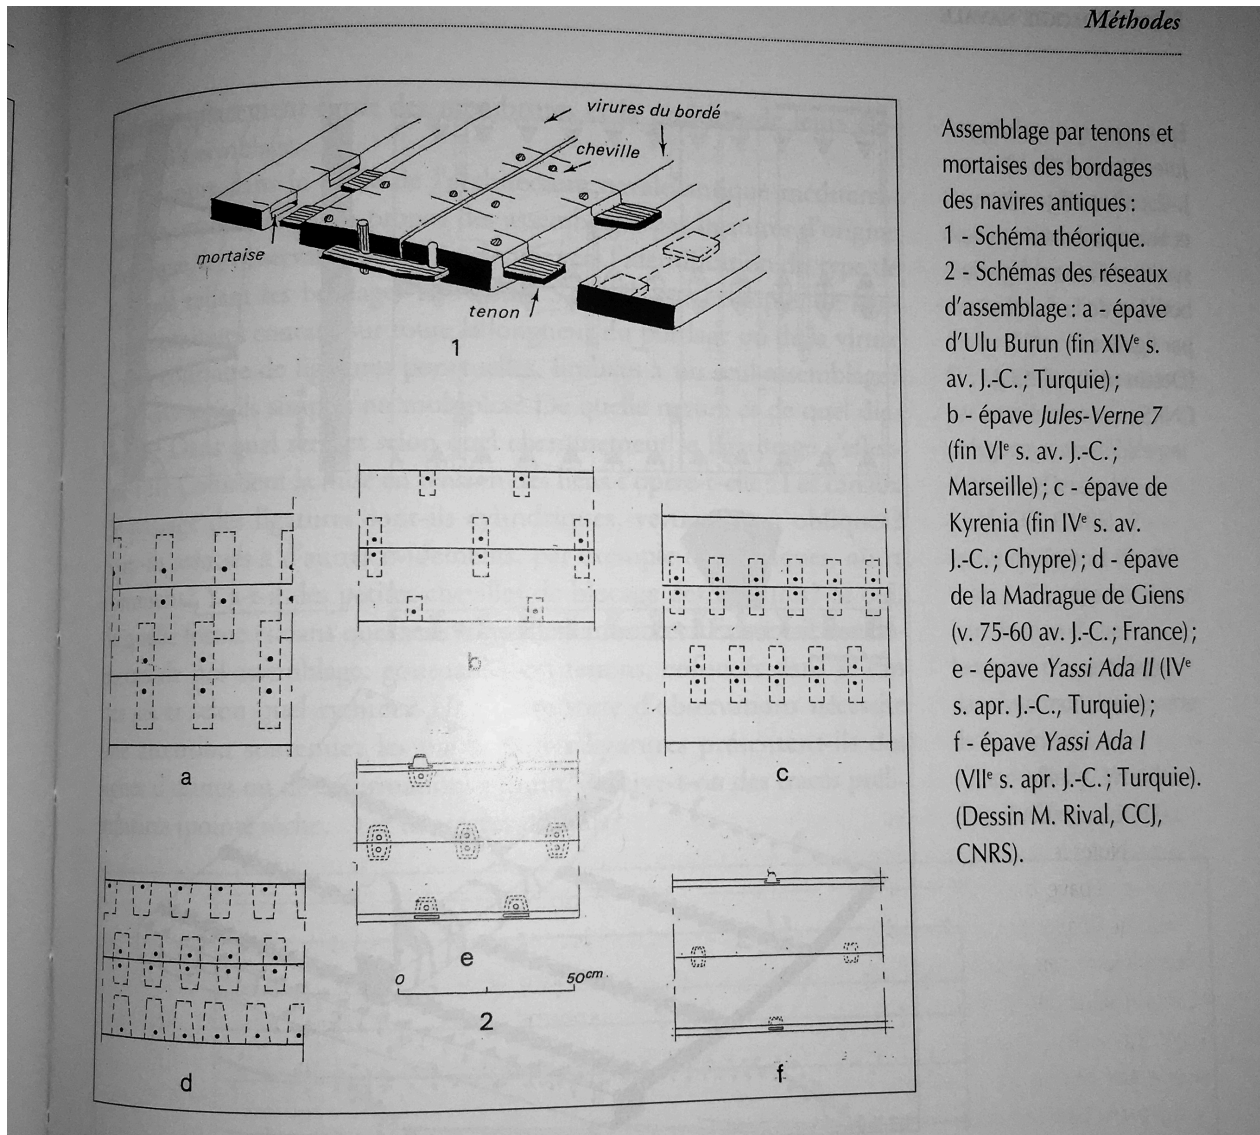 Méthodes
virures du bordé
cheville
mortaise
tenon
1
a
b
c
d
e
0 50cm.
2
f
Assemblage par tenons et
mortaises des bordages
des navires antiques :
1 - Schéma théorique.
2 - Schémas des réseaux
d'assemblage : a - épave
d'Ulu Burun (fin XIVe s.
av. J.-C. ; Turquie) ;
b - épave Jules-Verne 7
(fin VIe s. av. J.-C. ;
Marseille) ; c - épave de
Kyrenia (fin IVe s. av.
J.-C. ; Chypre) ; d - épave
de la Madrague de Giens
(v. 75-60 av. J.-C. ; France) ;
e - épave Yassi Ada II (IVe
s. apr. J.-C., Turquie) ;
f - épave Yassi Ada I
(VIIe s. apr. J.-C. ; Turquie).
(Dessin M. Rival, CCJ,
CNRS).